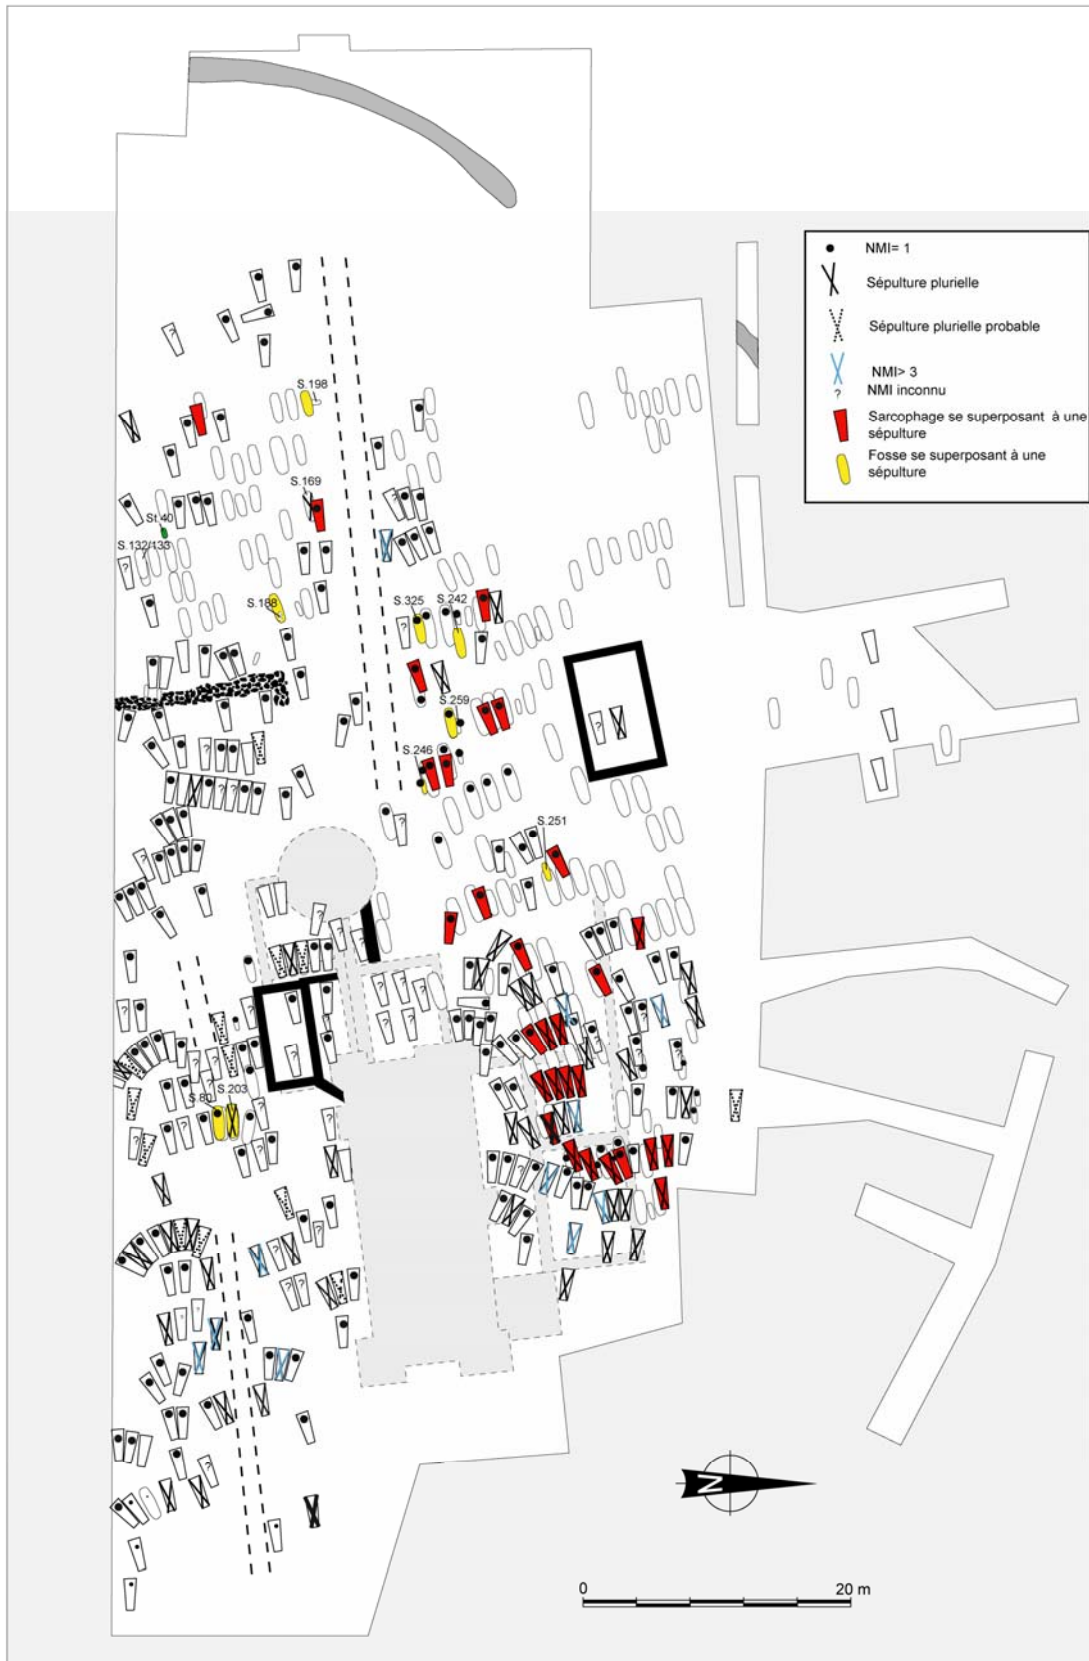 NMI= 1
Sépulture plurielle
Sépulture plurielle probable
NMI> 3
? NMI inconnu
Sarcophage se superposant à une
sépulture
Fosse se superposant à une
sépulture
S.198
S.169
St.40
S.132/133
S.188
S.325
S.242
S.259
S.246
S.251
S.203
S.80
N
0
20 m